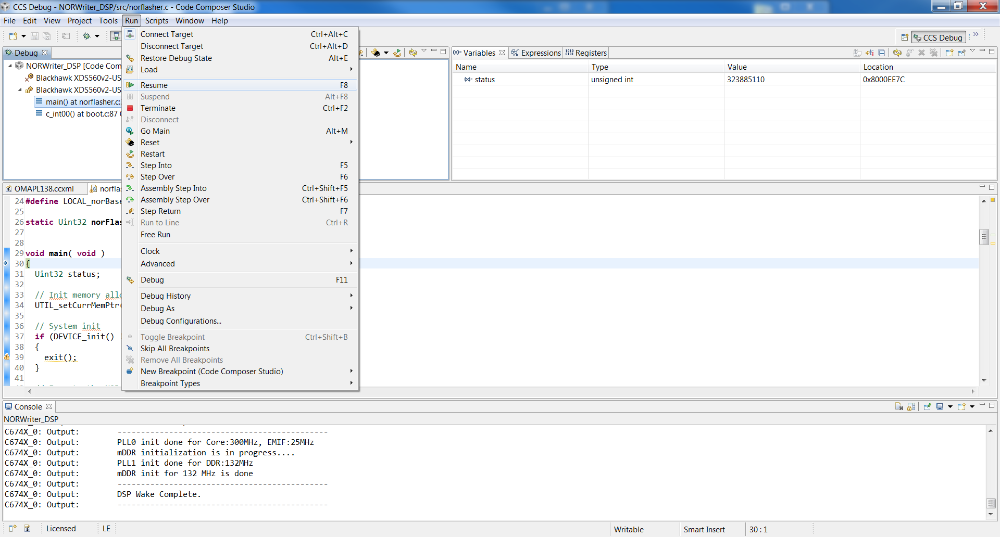 CCS Debug - NORWriter_DSP/src/norflasher.c - Code Composer Studio
File Edit View Project Tools Run Scripts Window Help
CCS Debug
Debug
NORWriter_DSP [Code Com
Blackhawk XDS560v2-US
Blackhawk XDS560v2-US
main() at norflasher.c:
c_int00() at boot.c:87
Connect Target Ctrl+Alt+C
Disconnect Target Ctrl+Alt+D
Restore Debug State Alt+E
Load
Resume F8
Suspend Alt+F8
Terminate Ctrl+F2
Disconnect
Go Main Alt+M
Reset
Restart
Step Into F5
Step Over F6
Assembly Step Into Ctrl+Shift+F5
Assembly Step Over Ctrl+Shift+F6
Step Return F7
Run to Line Ctrl+R
Free Run
Clock
Advanced
Debug F11
Debug History
Debug As
Debug Configurations...
Toggle Breakpoint Ctrl+Shift+B
Skip All Breakpoints
Remove All Breakpoints
New Breakpoint (Code Composer Studio)
Breakpoint Types
(x)= Variables Expressions 1010 0101 Registers
Name Type Value Location
(x)= status unsigned int 323885110 0x8000EE7C
OMAPL138.ccxml norflas
24 #define LOCAL_norBase
25
26 static Uint32 norFlas
27
28
29 void main( void )
30 {
31 Uint32 status;
32
33 // Init memory allo
34 UTIL_setCurrMemPtr(
35
36 // System init
37 if (DEVICE_init() !
38 {
39 exit();
40 }
41
Console
NORWriter_DSP
C674X_0: Output: ---------------------------------------------
C674X_0: Output: PLL0 init done for Core:300MHz, EMIF:25MHz
C674X_0: Output: mDDR initialization is in progress....
C674X_0: Output: PLL1 init done for DDR:132MHz
C674X_0: Output: mDDR init for 132 MHz is done
C674X_0: Output: ---------------------------------------------
C674X_0: Output: DSP Wake Complete.
C674X_0: Output: ---------------------------------------------
Licensed LE Writable Smart Insert 30 : 1